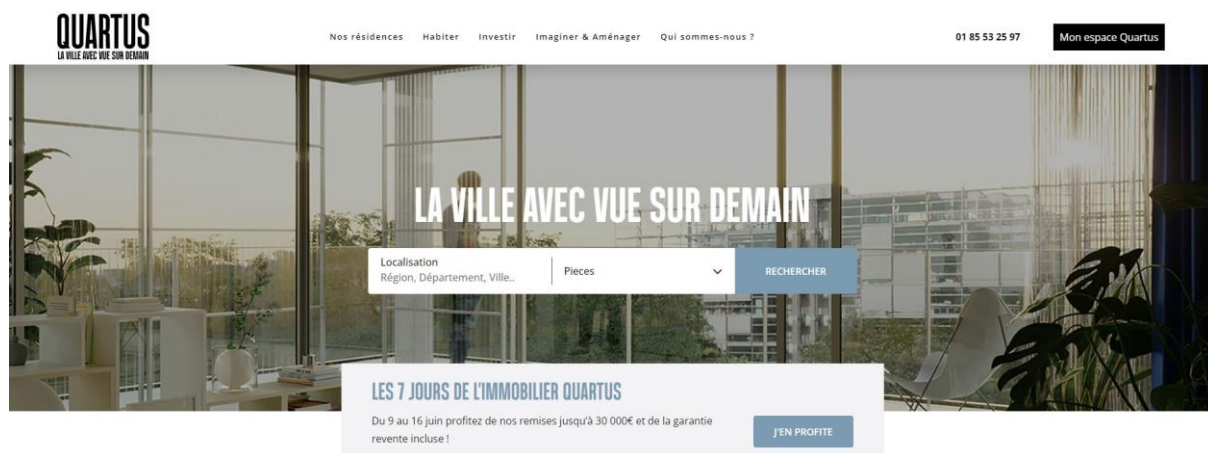 QUARTUS
LA VILLE AVEC VUE SUR DEMAIN
Nos résidences Habiter Investir Imaginer & Aménager Qui sommes-nous ?
01 85 53 25 97
Mon espace Quartus
LA VILLE AVEC VUE SUR DEMAIN
Localisation
Région, Département, Ville..
Pieces
RECHERCHER
LES 7 JOURS DE L'IMMOBILIER QUARTUS
Du 9 au 16 juin profitez de nos remises jusqu'à 30 000€ et de la garantie
revente incluse !
J'EN PROFITE